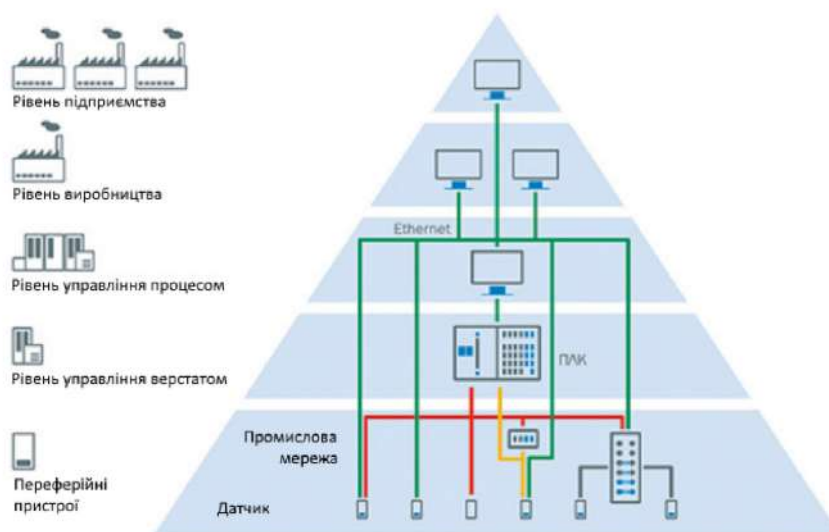 Рівень підприємства
Рівень виробництва
Ethernet
Рівень управління процесом
ПЛК
Рівень управління верстатом
Промислова
мережа
Переферійні
пристрої
Датчик